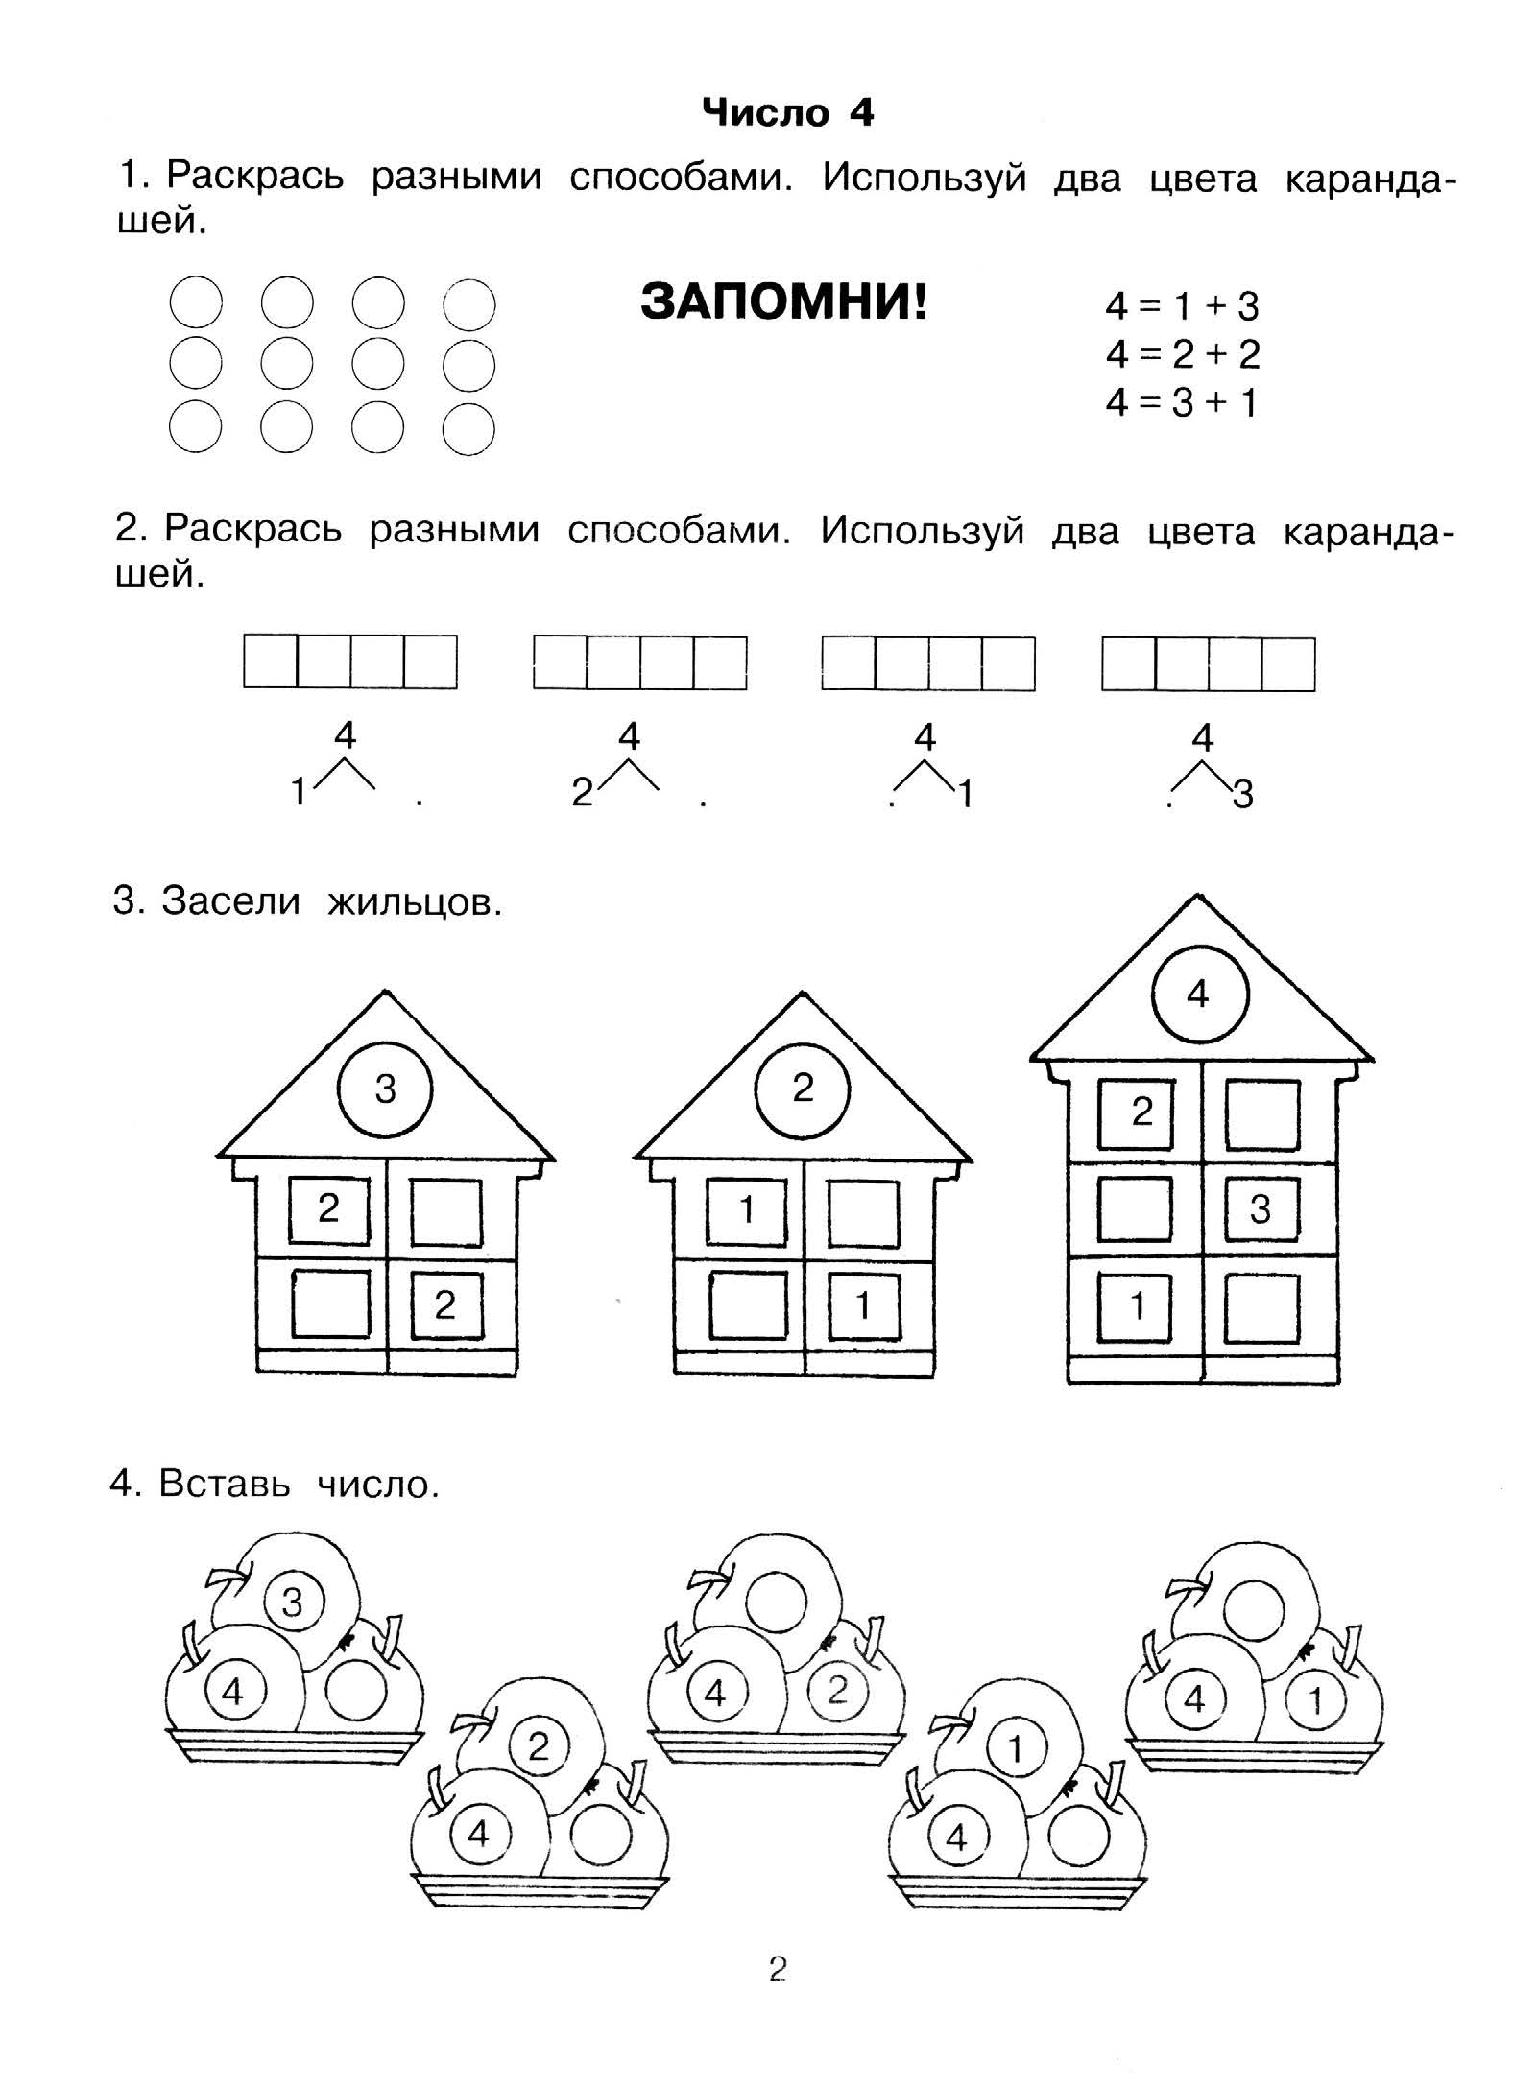 Число 4
1. Раскрась разными способами. Используй два цвета каранда-
шей.
ЗАПОМНИ!
4 = 1 + 3
4 = 2 + 2
4 = 3 + 1
2. Раскрась разными способами. Используй два цвета каранда-
шей.
4 4 4 4
1 . 2 . . 1 . 3
3. Засели жильцов.
4
3 2
2
2 1 3
2 1 1
4. Вставь число.
3
4 4 2 4 1
2 1
4 4
2